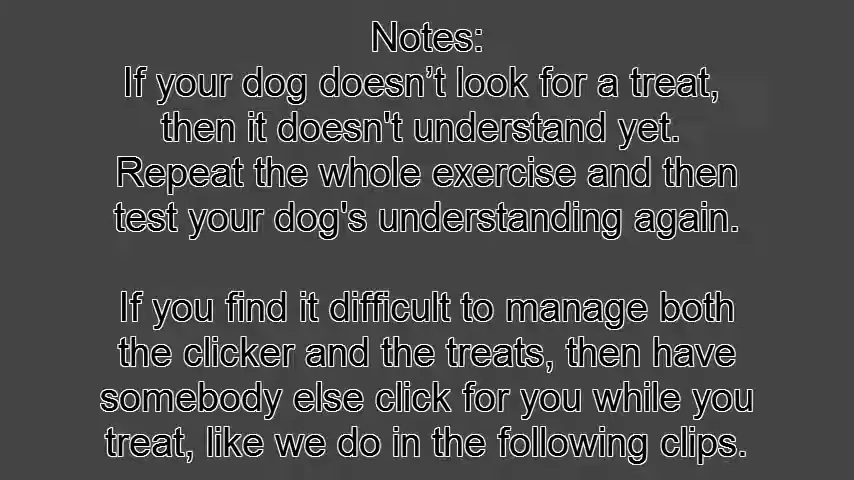 Notes:
If your dog doesn’t look for a treat,
then it doesn't understand yet.
Repeat the whole exercise and then
test your dog's understanding again.
If you find it difficult to manage both
the clicker and the treats, then have
somebody else click for you while you
treat, like we do in the following clips.